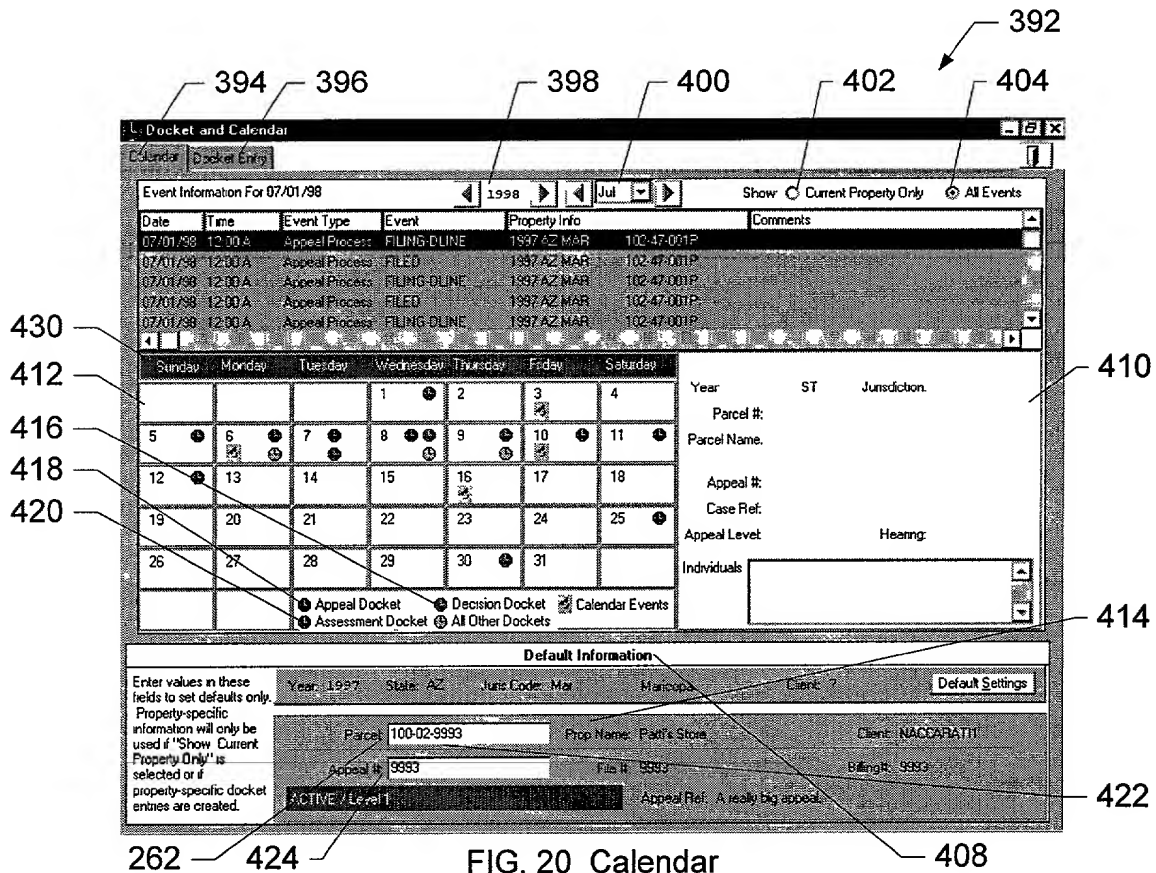 392
394 396 398 400 402 404
Docket and Calendar
Calendar Docket Entry
Event Information For 07/01/98 1998 Jul Show Current Property Only All Events
Date Time Event Type Event Property Info Comments
07/01/98 12:00 A Appeal Process FILING-DLINE 1997 AZ MAR 102-47-001P
07/01/98 12:00 A Appeal Process FILED 1997 AZ MAR 102-47-001P
07/01/98 12:00 A Appeal Process FILING-DLINE 1997 AZ MAR 102-47-001P
07/01/98 12:00 A Appeal Process FILED 1997 AZ MAR 102-47-001P
07/01/98 12:00 A Appeal Process FILING-DLINE 1997 AZ MAR 102-47-001P
430
412
416
418
420
410
Sunday Monday Tuesday Wednesday Thursday Friday Saturday
1 2 3 4
5 6 7 8 9 10 11
12 13 14 15 16 17 18
19 20 21 22 23 24 25
26 27 28 29 30 31
Appeal Docket Decision Docket Calendar Events
Assessment Docket All Other Dockets
Year ST Jurisdiction.
Parcel #:
Parcel Name.
Appeal #:
Case Ref:
Appeal Level: Hearing:
Individuals
414
Default Information
Enter values in these
fields to set defaults only.
Property-specific
information will only be
used if "Show Current
Property Only" is
selected or if
property-specific docket
entries are created.
Year: 1997 State: AZ Juris Code: Mar Maricopa Client: ? Default Settings
Parcel: 100-02-9993 Prop Name: Patti's Store Client: NACCARATI1
Appeal #: 9993 File #: 9993 Billing#: 9993
ACTIVE / Level 1 Appeal Ref: A really big appeal.
422
262 424 408
FIG. 20 Calendar